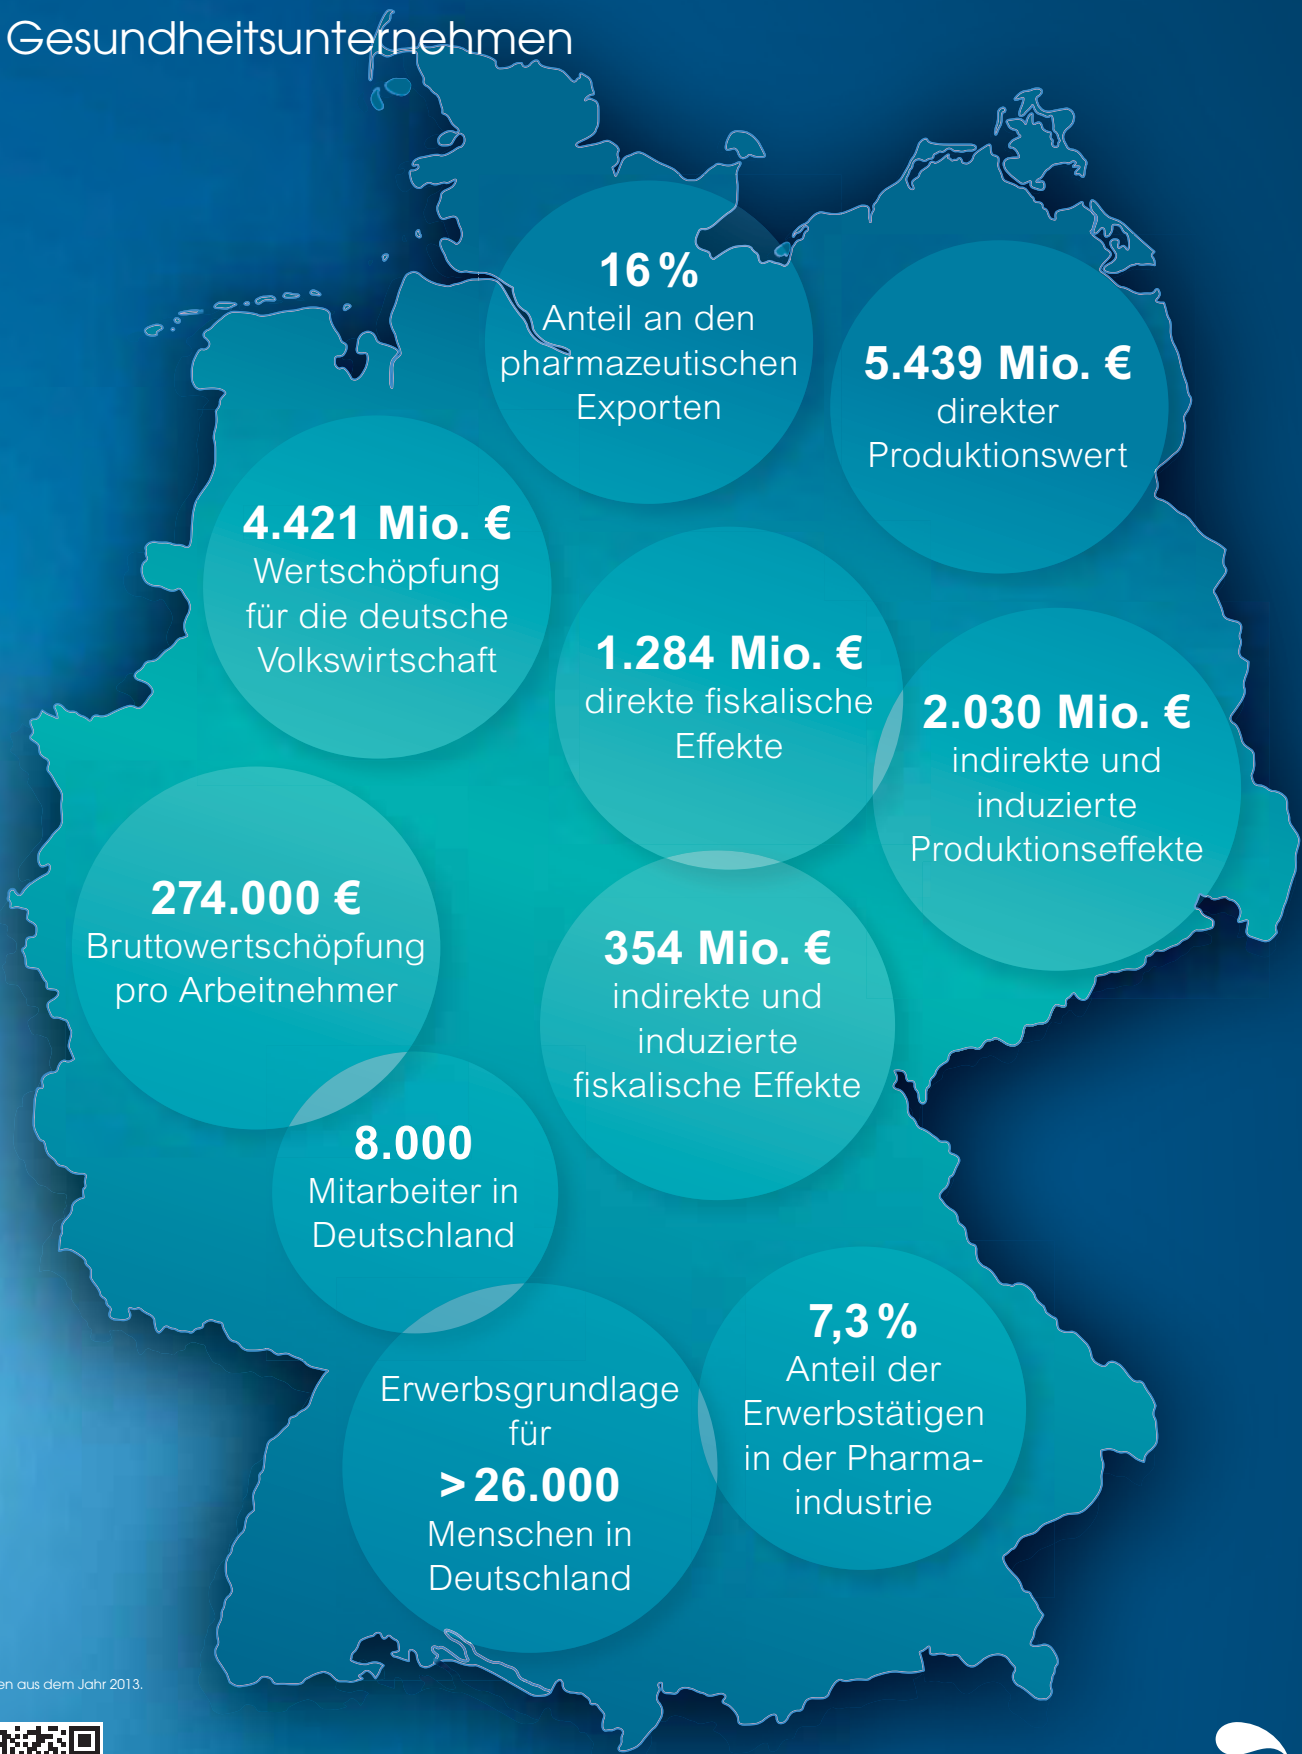 Gesundheitsunternehmen
16 %
Anteil an den
pharmazeutischen
Exporten
5.439 Mio. €
direkter
Produktionswert
4.421 Mio. €
Wertschöpfung
für die deutsche
Volkswirtschaft
1.284 Mio. €
direkte fiskalische
Effekte
2.030 Mio. €
indirekte und
induzierte
Produktionseffekte
274.000 €
Bruttowertschöpfung
pro Arbeitnehmer
354 Mio. €
indirekte und
induzierte
fiskalische Effekte
8.000
Mitarbeiter in
Deutschland
7,3 %
Anteil der
Erwerbstätigen
in der Pharma-
industrie
Erwerbsgrundlage
für
> 26.000
Menschen in
Deutschland
en aus dem Jahr 2013.